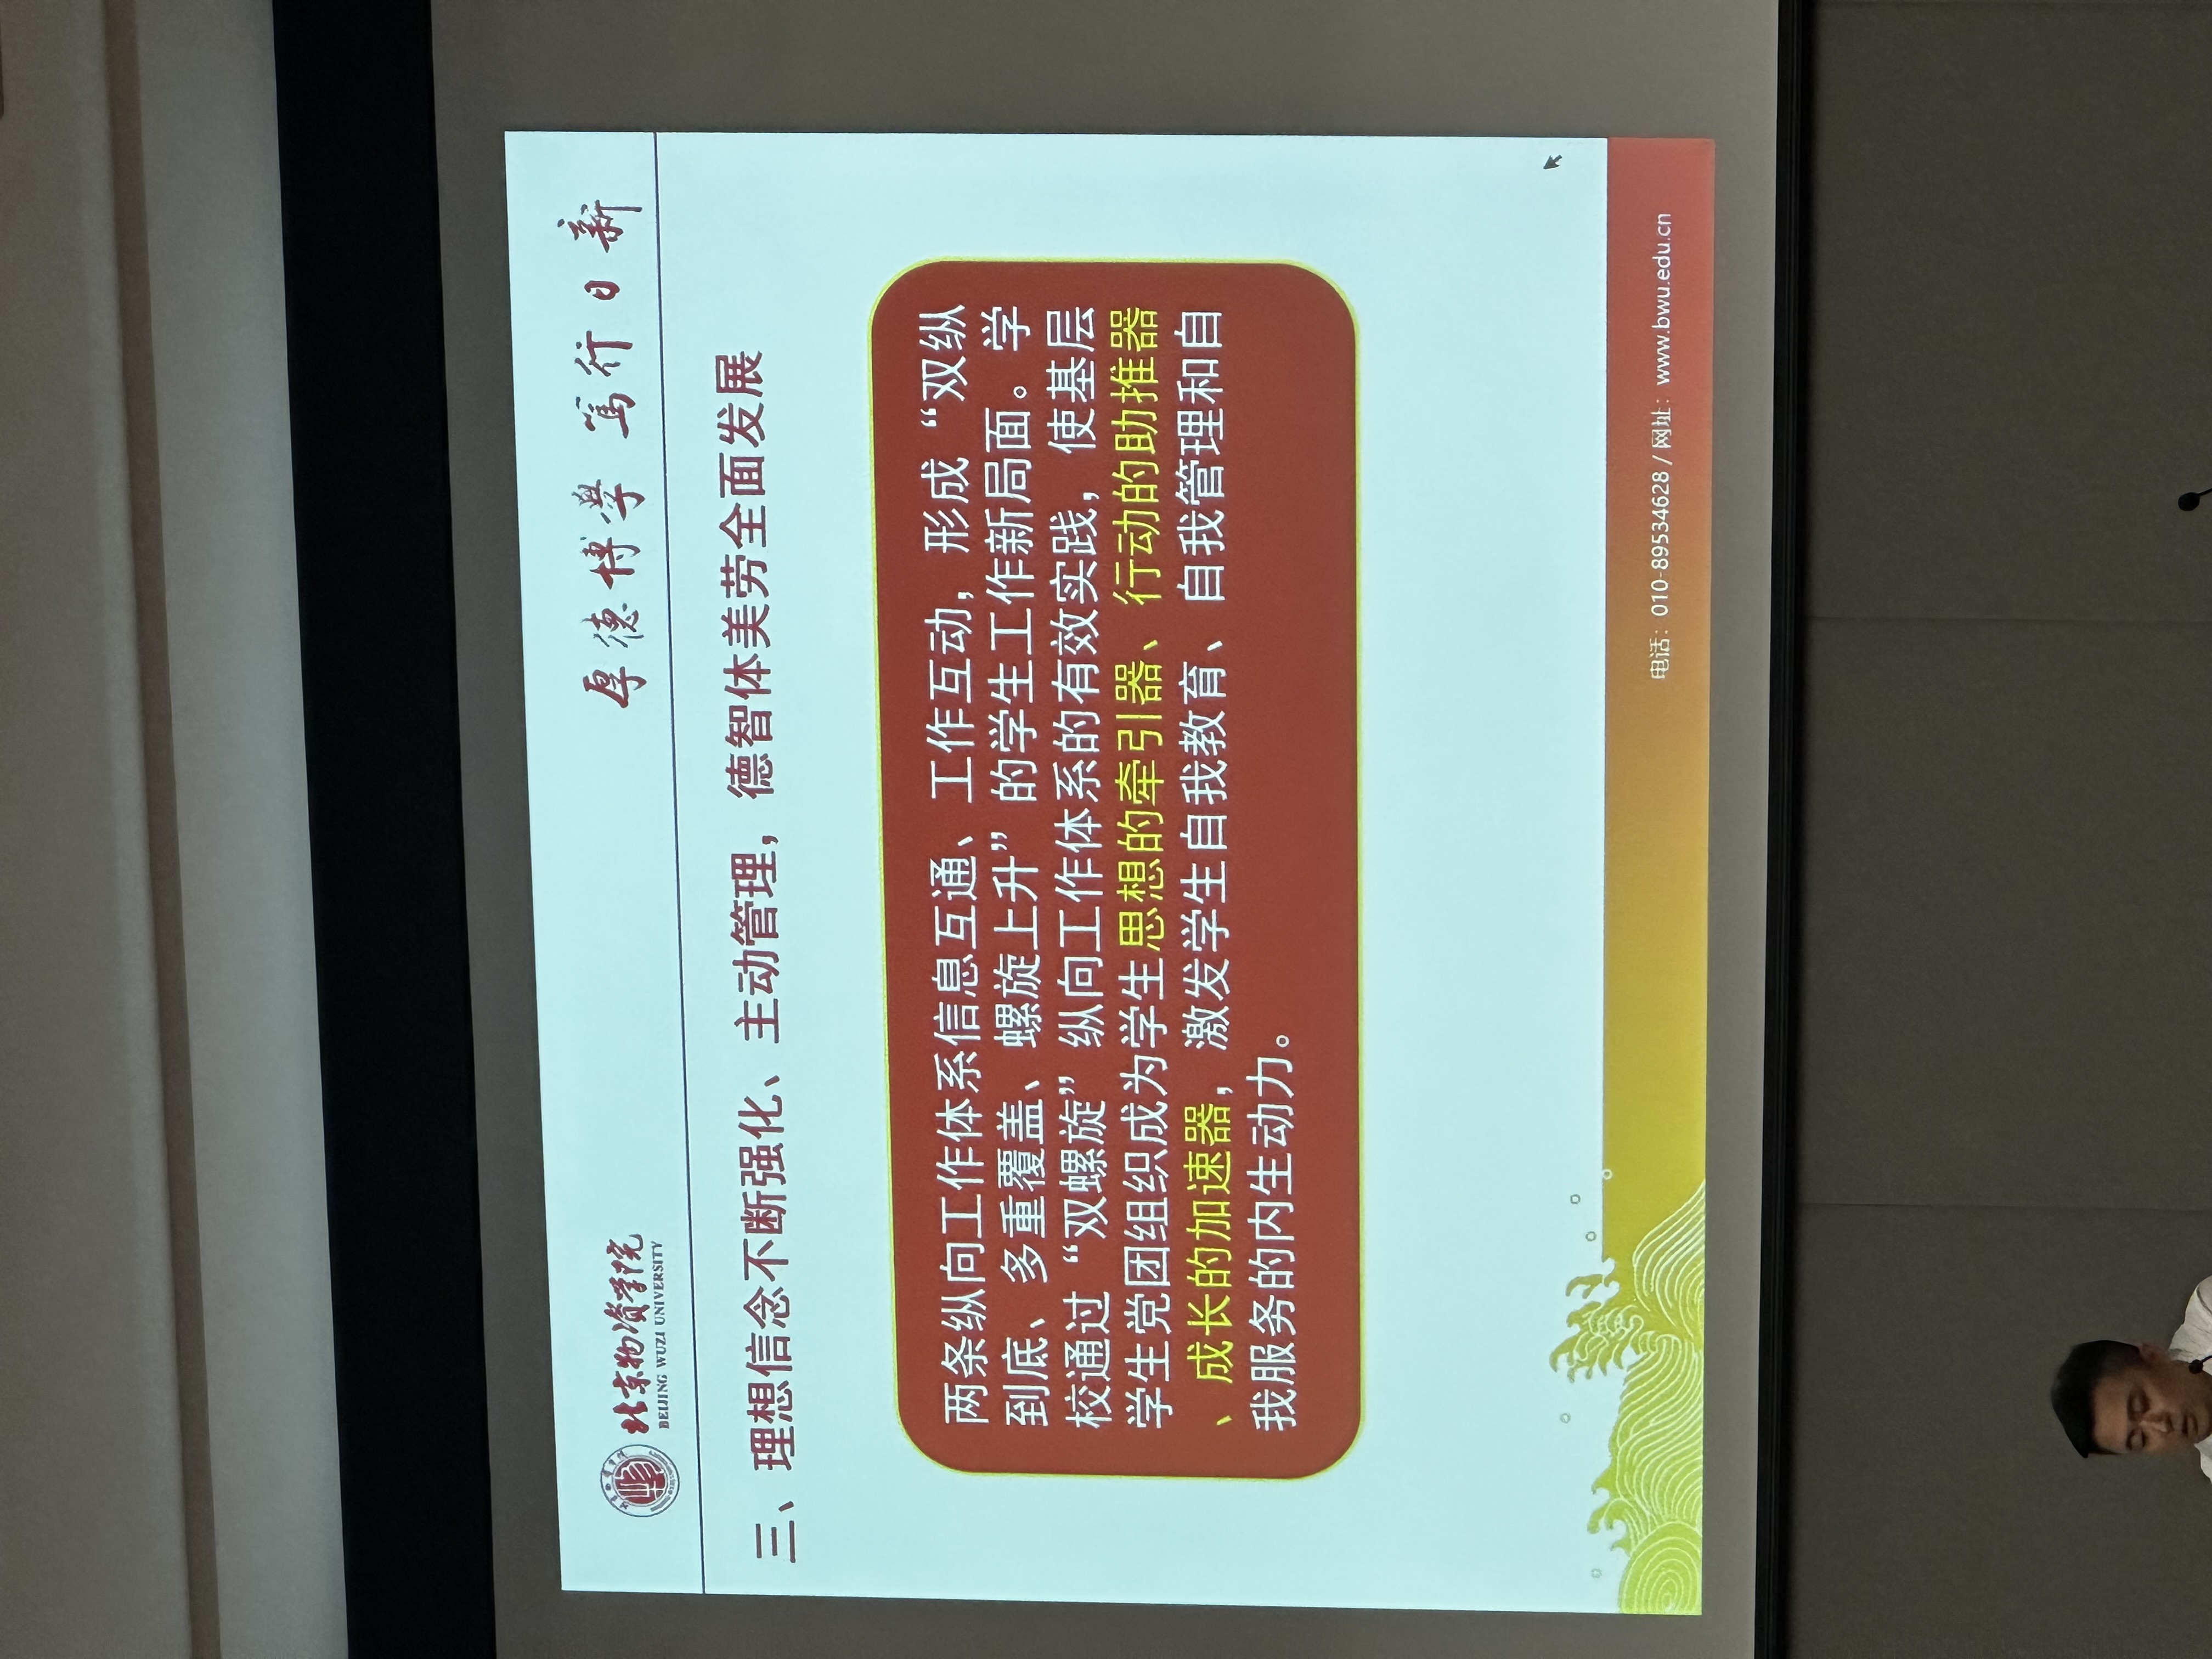 北京物资学院
BEIJING WUZI UNIVERSITY
厚德博學 笃行日新
三、理想信念不断强化、主动管理，德智体美劳全面发展
两条纵向工作体系信息互通、工作互动，形成“双纵
到底、多重覆盖、螺旋上升”的学生工作新局面。学
校通过“双螺旋”纵向工作体系的有效实践，使基层
学生党团组织成为学生思想的牵引器、行动的助推器
、成长的加速器，激发学生自我教育、自我管理和自
我服务的内生动力。
电话：010-89534628 / 网址：www.bwu.edu.cn